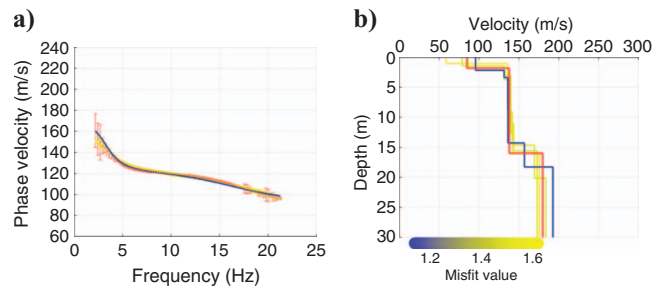 a)
Phase velocity (m/s)
240
220
200
180
160
140
120
100
80
60
0 5 10 15 20 25
Frequency (Hz)
b)
Velocity (m/s)
0 50 100 150 200 250 300
Depth (m)
0
5
10
15
20
25
30
1.2 1.4 1.6
Misfit value